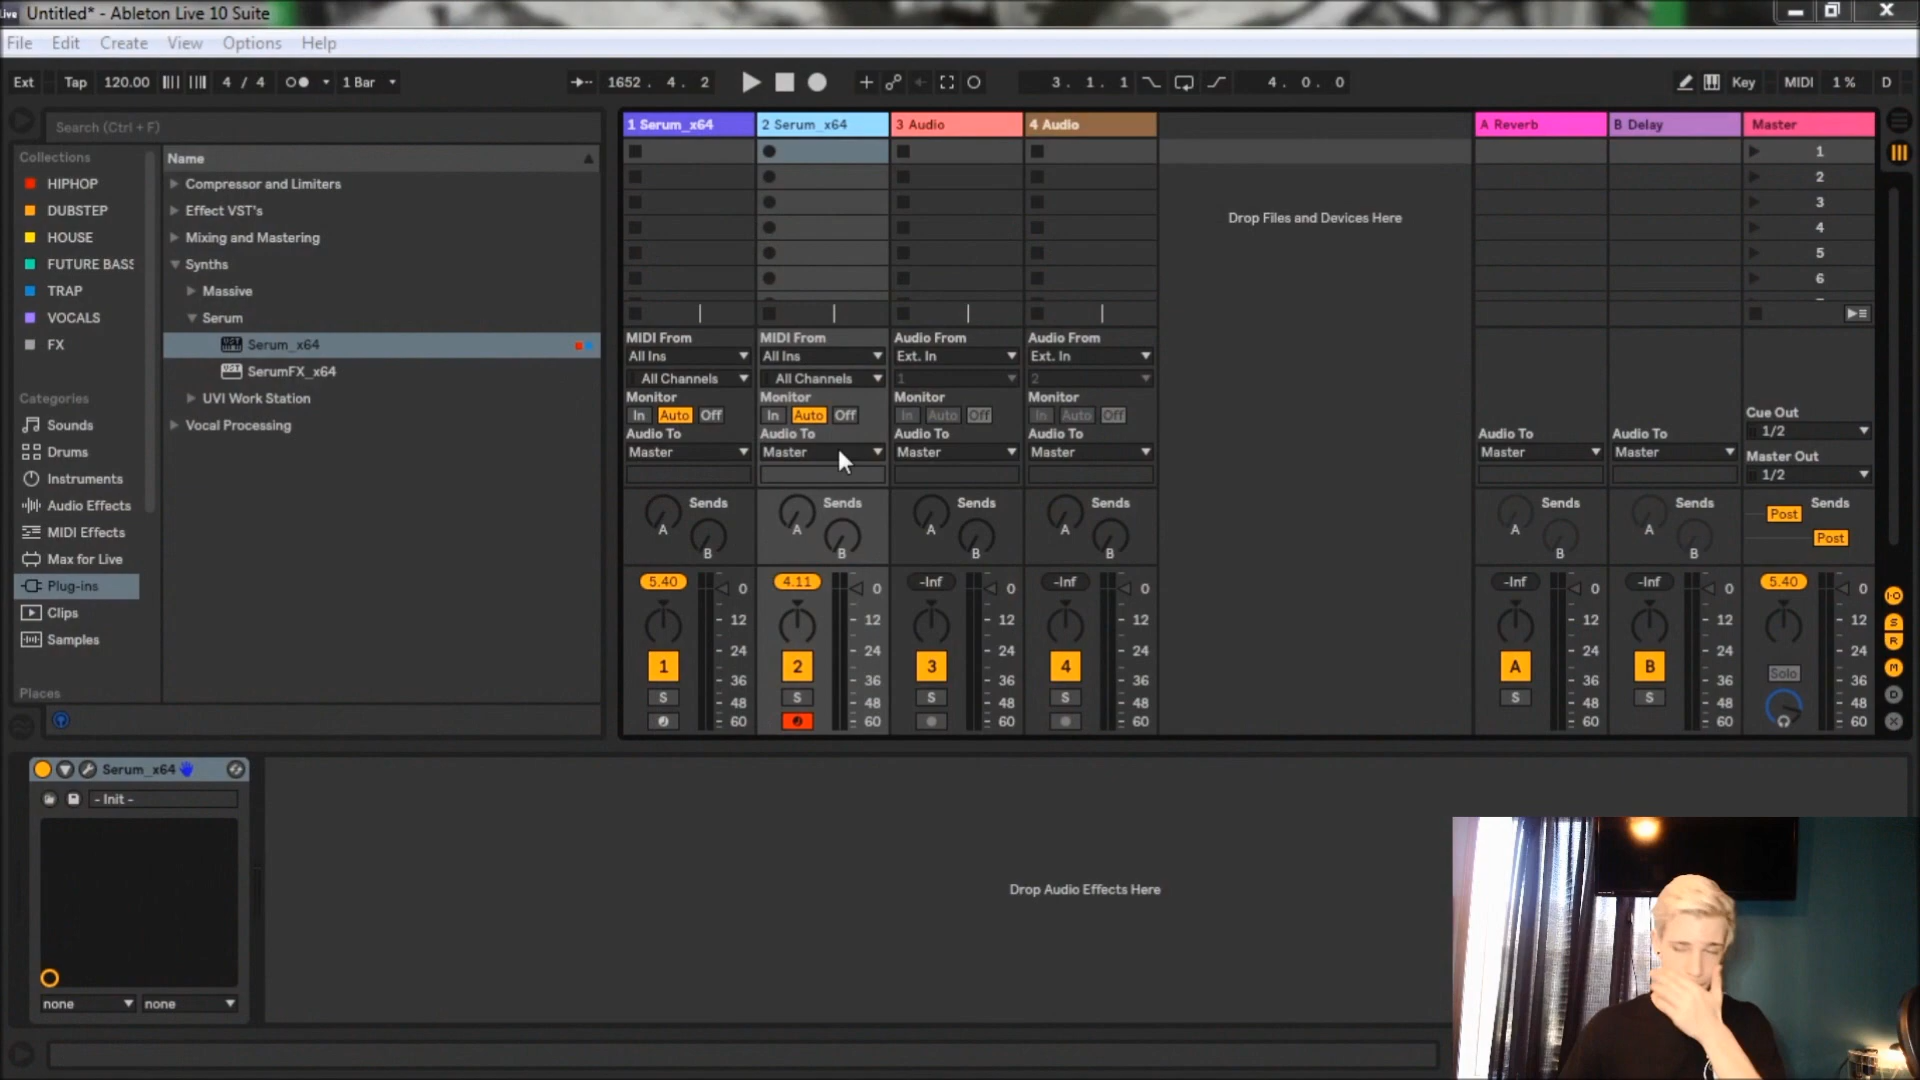 Live Untitled* - Ableton Live 10 Suite
File Edit Create View Options Help
Ext Tap 120.00 4 / 4 1 Bar 1652 . 4 . 2 3 . 1 . 1 4 . 0 . 0 Key MIDI 1 % D
Search (Ctrl + F)
Collections
HIPHOP
DUBSTEP
HOUSE
FUTURE BASS
TRAP
VOCALS
FX
Categories
Sounds
Drums
Instruments
Audio Effects
MIDI Effects
Max for Live
Plug-ins
Clips
Samples
Places
Name
Compressor and Limiters
Effect VST's
Mixing and Mastering
Synths
Massive
Serum
Serum_x64
SerumFX_x64
UVI Work Station
Vocal Processing
1 Serum_x64 2 Serum_x64 3 Audio 4 Audio A Reverb B Delay Master
1
2
3
4
5
6
Drop Files and Devices Here
MIDI From MIDI From Audio From Audio From
All Ins All Ins Ext. In Ext. In
All Channels All Channels 1 2
Monitor Monitor Monitor Monitor
In Auto Off In Auto Off In Auto Off In Auto Off
Cue Out
1/2
Audio To Audio To Audio To Audio To Audio To Audio To
Master Master Master Master Master Master
Master Out
1/2
Sends Sends Sends Sends Sends Sends Sends
A A A A A A Post
B B B B B B Post
5.40 4.11 -Inf -Inf -Inf -Inf 5.40
0 0 0 0 0 0 0
12 12 12 12 12 12 12
24 24 24 24 24 24 24
1 2 3 4 A B
36 36 36 36 36 36 36
S S S S S S Solo
48 48 48 48 48 48 48
60 60 60 60 60 60 60
I-O
S
R
M
D
X
Serum_x64
- Init -
none none
Drop Audio Effects Here